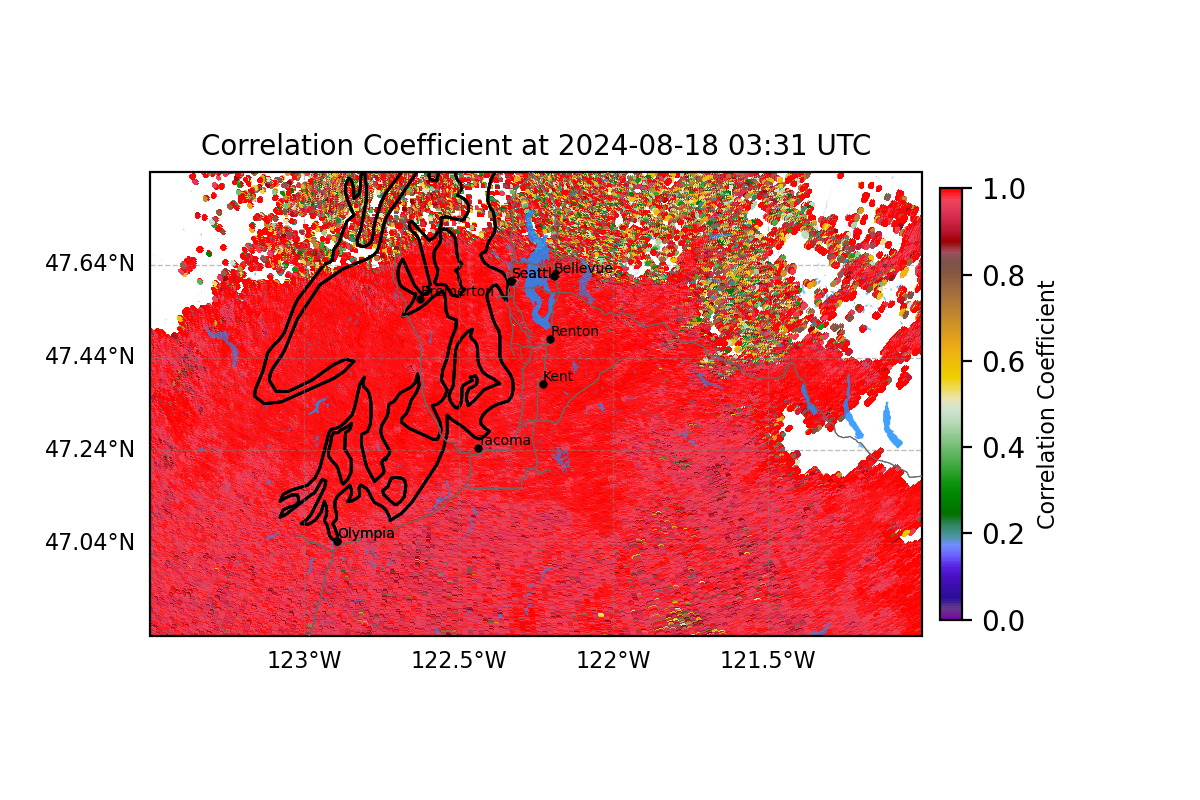 Correlation Coefficient at 2024-08-18 03:31 UTC
47.64°N
47.44°N
47.24°N
47.04°N
123°W
122.5°W
122°W
121.5°W
Seattle
Bellevue
Bremerton
Renton
Kent
Tacoma
Olympia
1.0
0.8
0.6
0.4
0.2
0.0
Correlation Coefficient